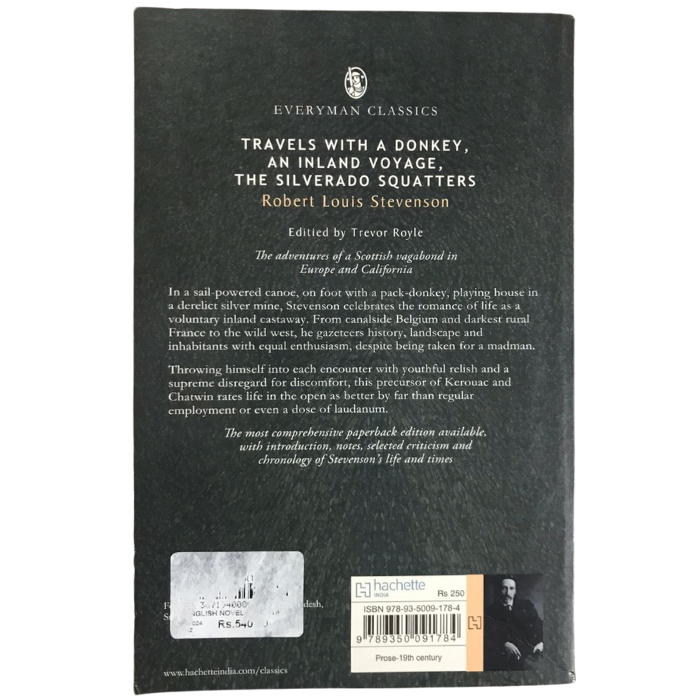 EVERYMAN CLASSICS
TRAVELS WITH A DONKEY,
AN INLAND VOYAGE,
THE SILVERADO SQUATTERS
Robert Louis Stevenson
Editied by Trevor Royle
The adventures of a Scottish vagabond in
Europe and California
In a sail-powered canoe, on foot with a pack-donkey, playing house in
a derelict silver mine, Stevenson celebrates the romance of life as a
voluntary inland castaway. From canalside Belgium and darkest rural
France to the wild west, he gazeteers history, landscape and
inhabitants with equal enthusiasm, despite being taken for a madman.
Throwing himself into each encounter with youthful relish and a
supreme disregard for discomfort, this precursor of Kerouac and
Chatwin rates life in the open as better by far than regular
employment or even a dose of laudanum.
The most comprehensive paperback edition available,
with introduction, notes, selected criticism and
chronology of Stevenson's life and times
NOVEL
Rs.540
www.hachetteindia.com/classics
hachette
INDIA
Rs 250
ISBN 978-93-5009-178-4
9 789350 091784
Prose-19th century